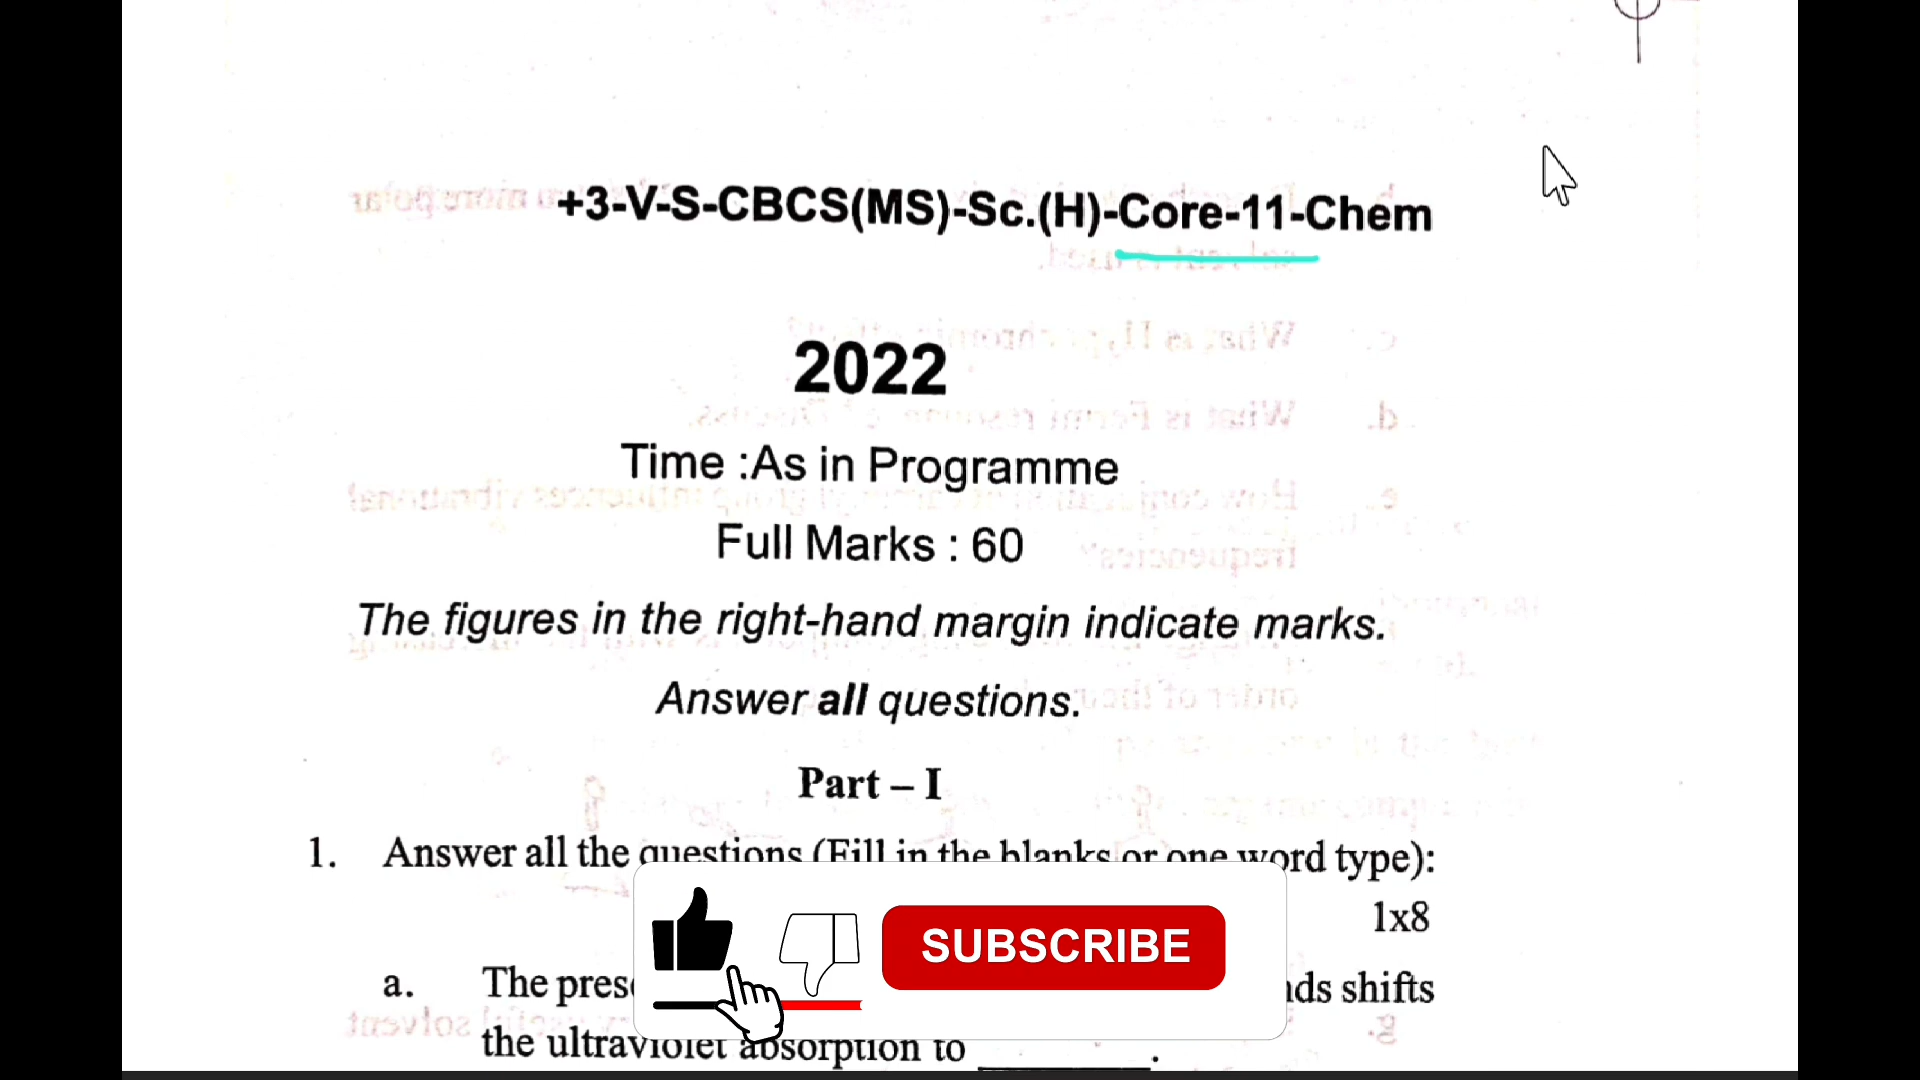 +3-V-S-CBCS(MS)-Sc.(H)-Core-11-Chem
2022
Time :As in Programme
Full Marks : 60
The figures in the right-hand margin indicate marks.
Answer all questions.
Part – I
1. Answer all the questions (Fill in the blanks or one word type):
1x8
SUBSCRIBE
a. The shifts
the ultraviolet absorption to ________.